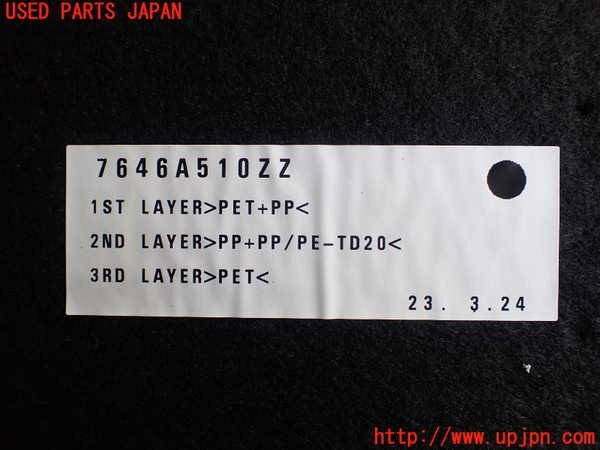 USED PARTS JAPAN
7646A510ZZ
1ST LAYER>PET+PP<
2ND LAYER>PP+PP/PE-TD20<
3RD LAYER>PET<
23. 3.24
http://www.upjpn.com/